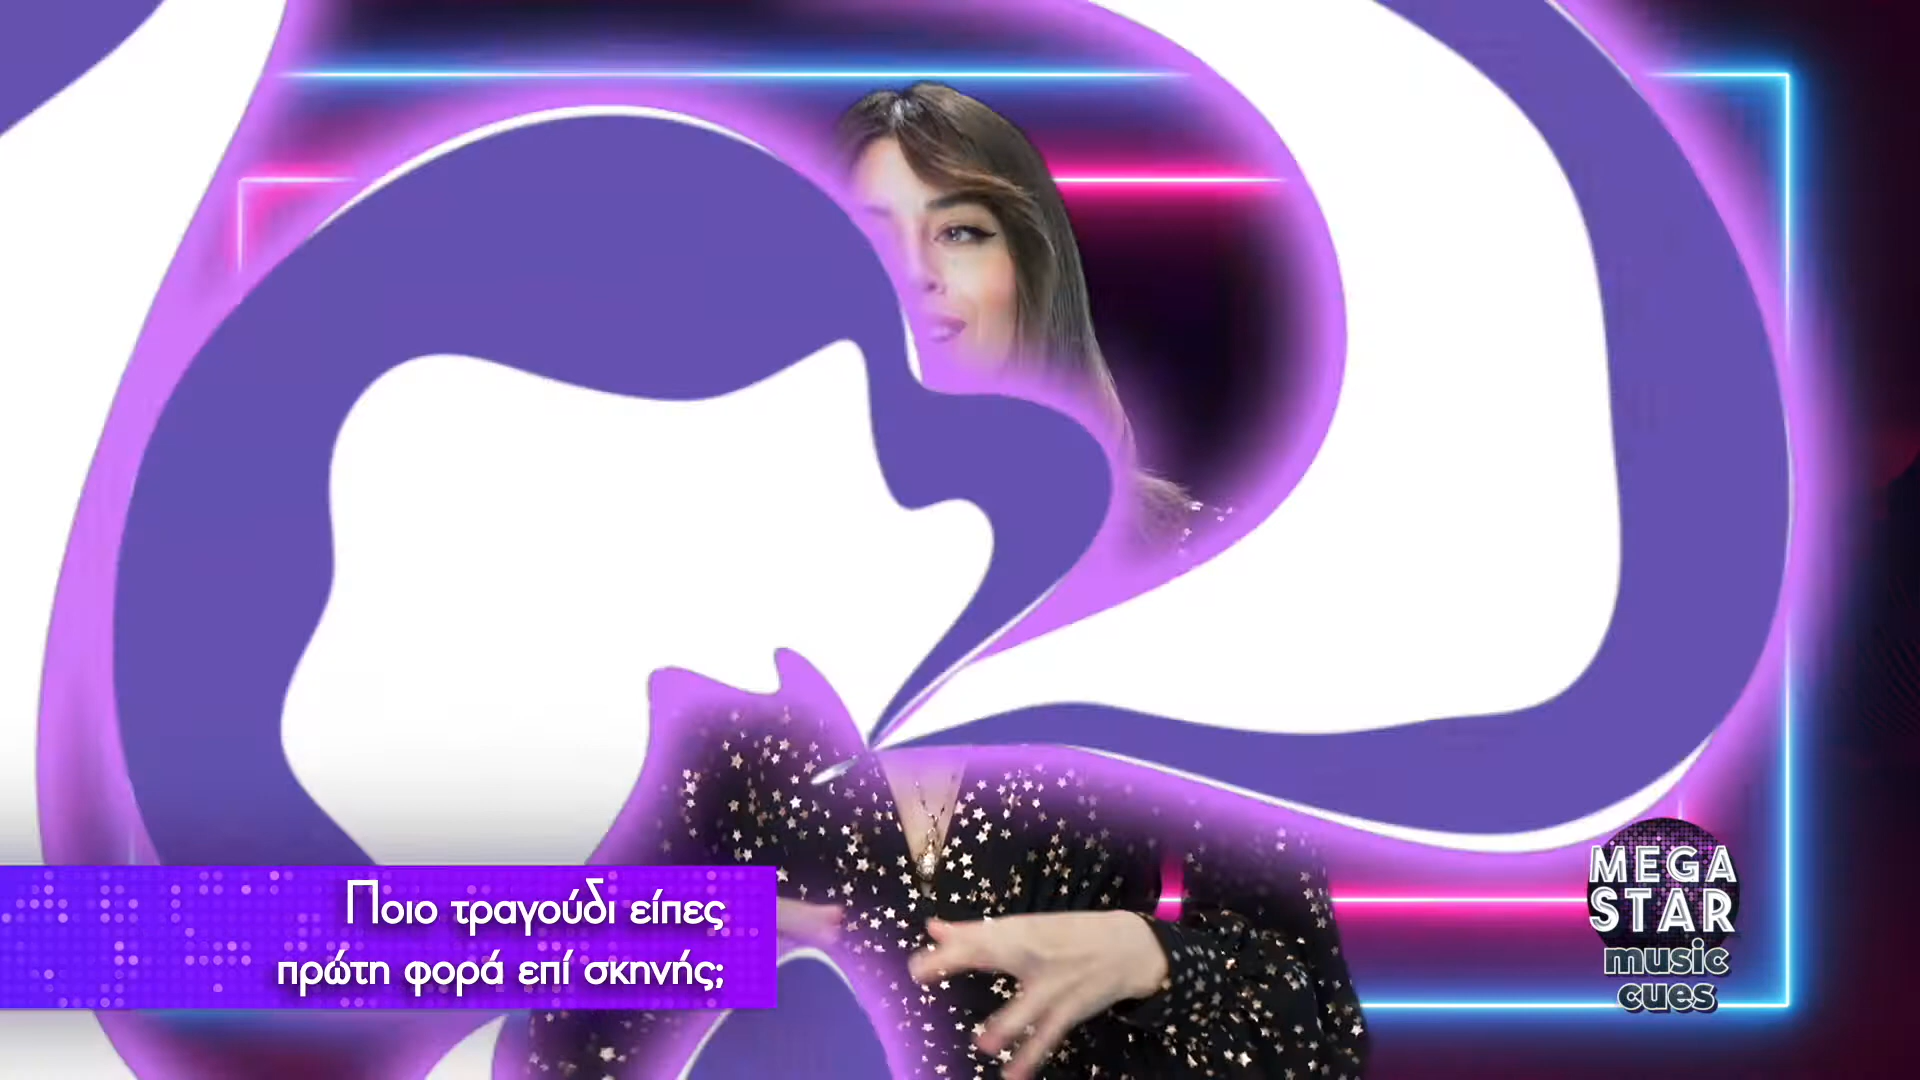 Ποιο τραγούδι είπες
πρώτη φορά επί σκηνής;
MEGA
STAR
music
cues